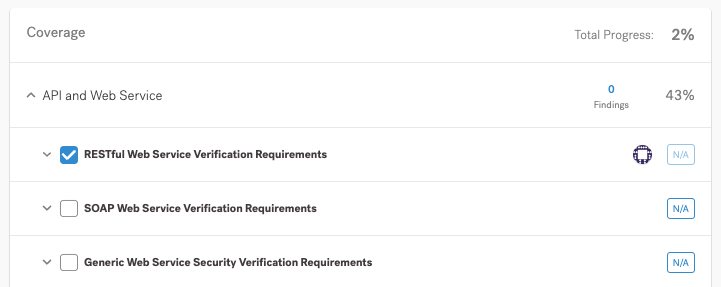 Coverage
Total Progress: 2%
API and Web Service
0
Findings
43%
RESTful Web Service Verification Requirements
N/A
SOAP Web Service Verification Requirements
N/A
Generic Web Service Security Verification Requirements
N/A